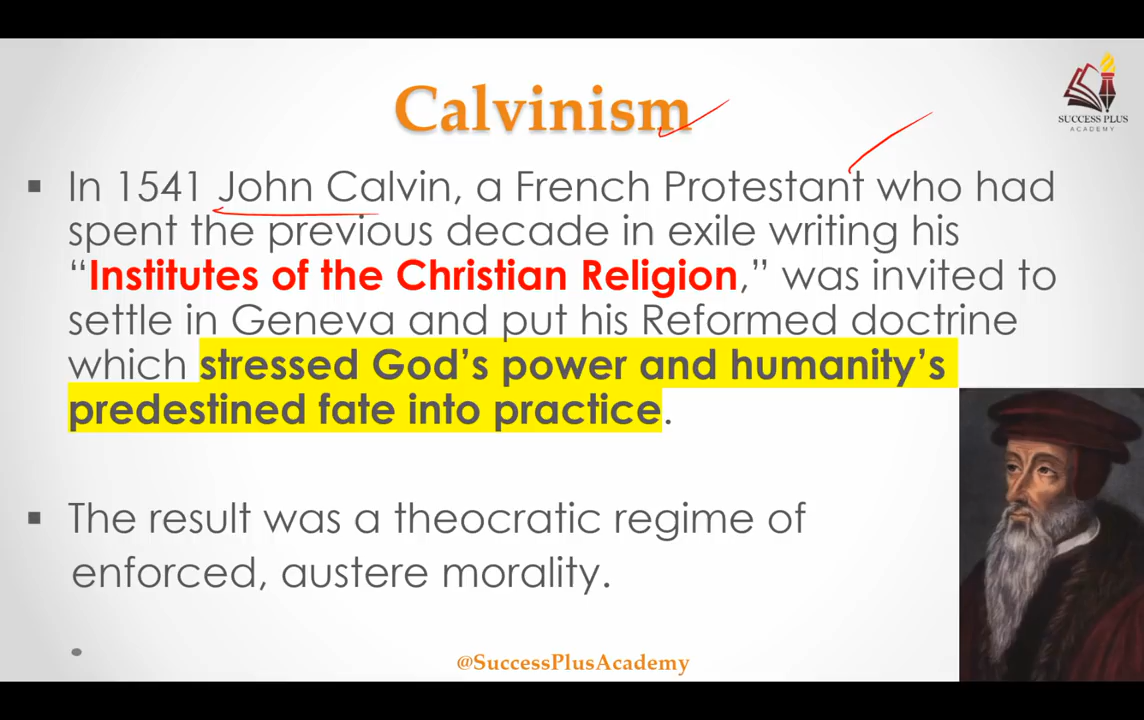 Calvinism
SUCCESS PLUS
ACADEMY
▪ In 1541 John Calvin, a French Protestant who had
spent the previous decade in exile writing his
“Institutes of the Christian Religion,” was invited to
settle in Geneva and put his Reformed doctrine
which stressed God’s power and humanity’s
predestined fate into practice.
▪ The result was a theocratic regime of
enforced, austere morality.
@SuccessPlusAcademy